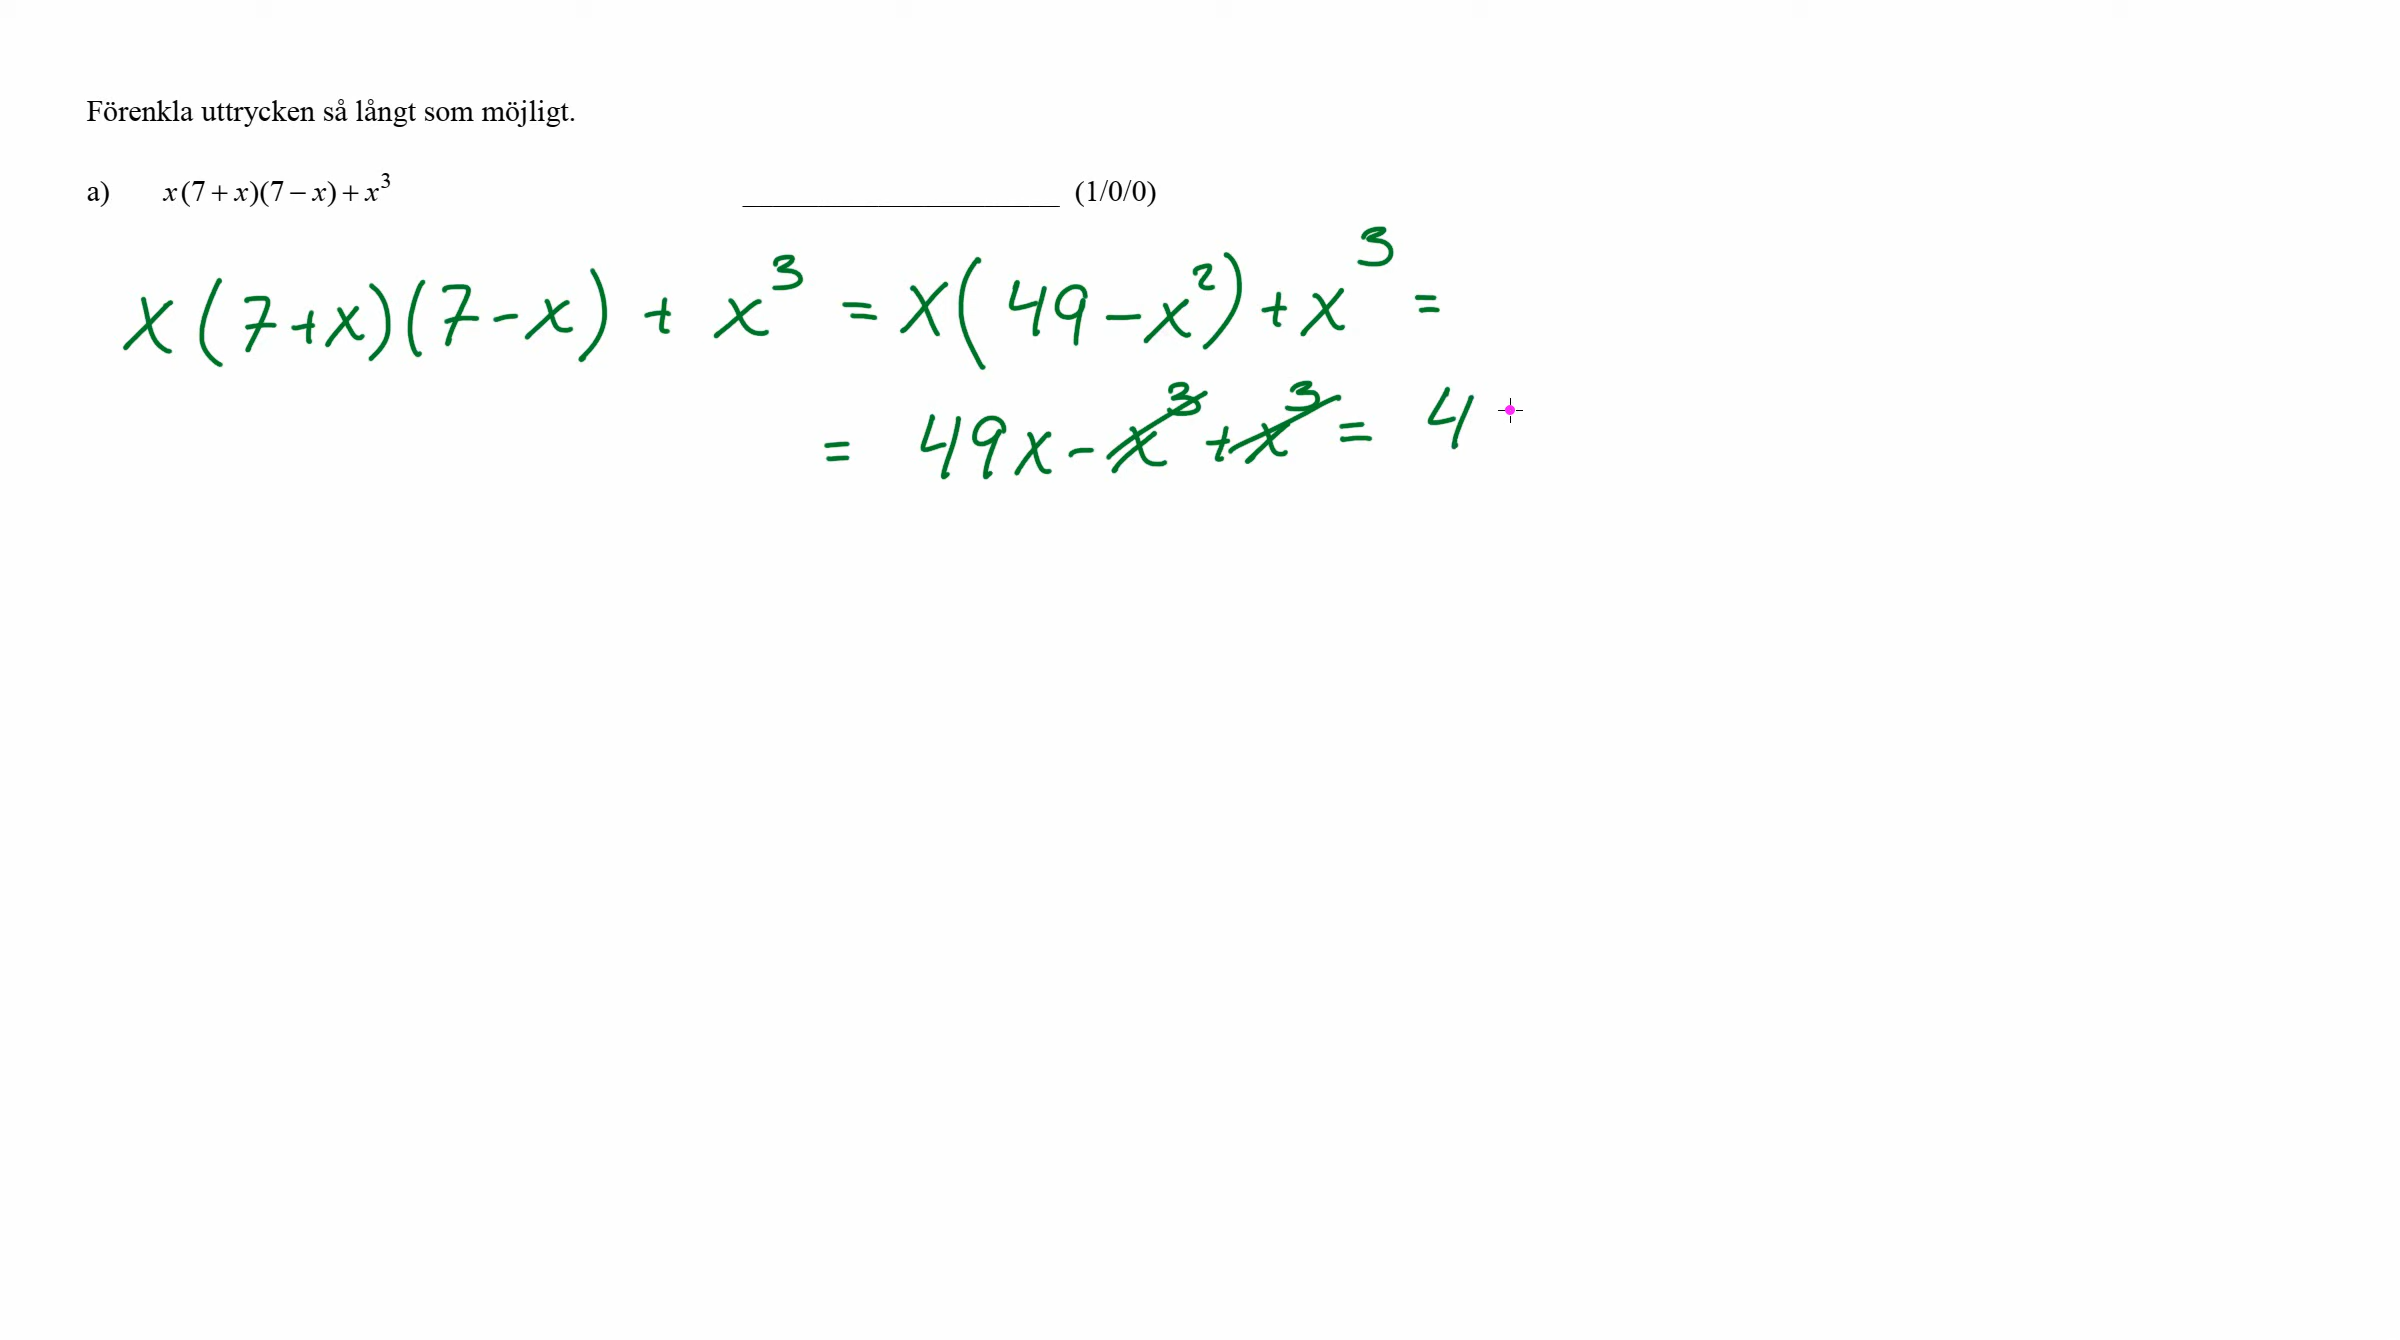 Förenkla uttrycken så långt som möjligt.
a) x(7+x)(7−x)+x³ ______________________ (1/0/0)
x(7+x)(7-x) + x³ = x(49-x²)+x³ =
= 49x-x³+x³= 4